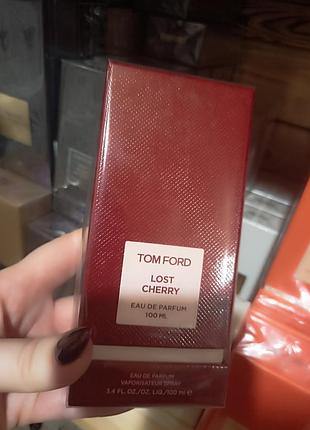 TOM FORD
LOST
CHERRY
EAU DE PARFUM
100 ML
EAU DE PARFUM
VAPORISATEUR SPRAY
3.4 FL. OZ./OZ. LIQ./100 ml ℮